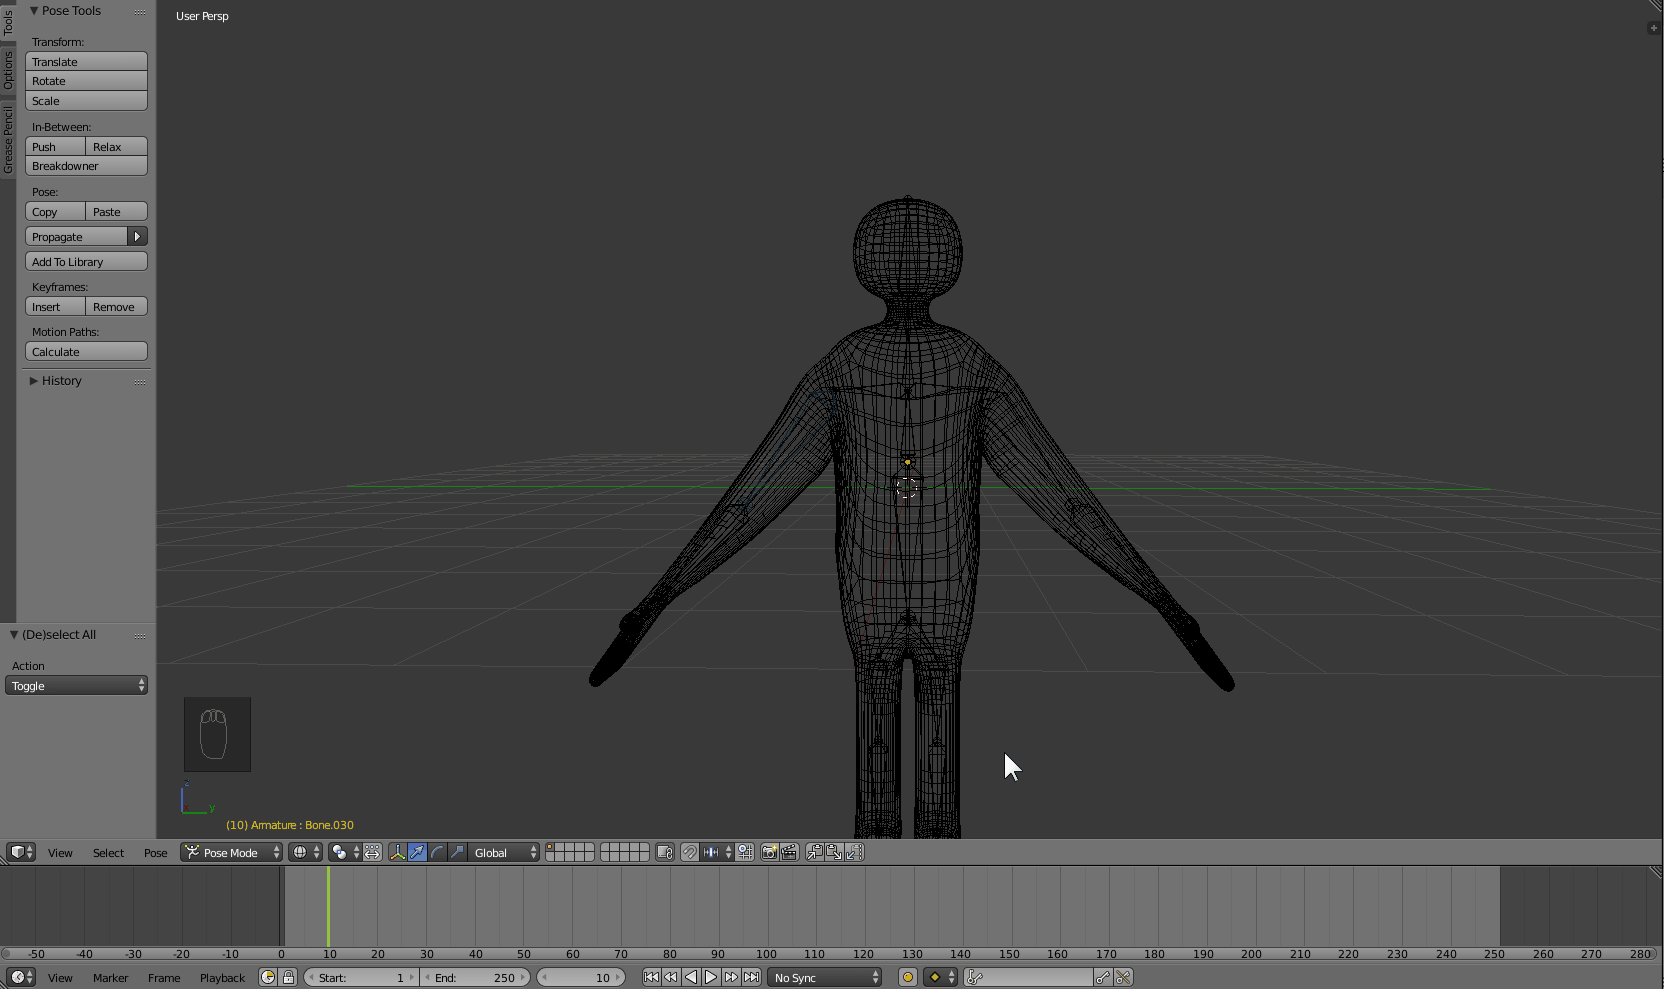 Tools
Options
Grease Pencil
Pose Tools
Transform:
Translate
Rotate
Scale
In-Between:
Push Relax
Breakdowner
Pose:
Copy Paste
Propagate
Add To Library
Keyframes:
Insert Remove
Motion Paths:
Calculate
History
(De)select All
Action
Toggle
User Persp
z
y
(10) Armature : Bone.030
View Select Pose Pose Mode Global
-50 -40 -30 -20 -10 0 10 20 30 40 50 60 70 80 90 100 110 120 130 140 150 160 170 180 190 200 210 220 230 240 250 260 270 280
View Marker Frame Playback Start: 1 End: 250 10 No Sync